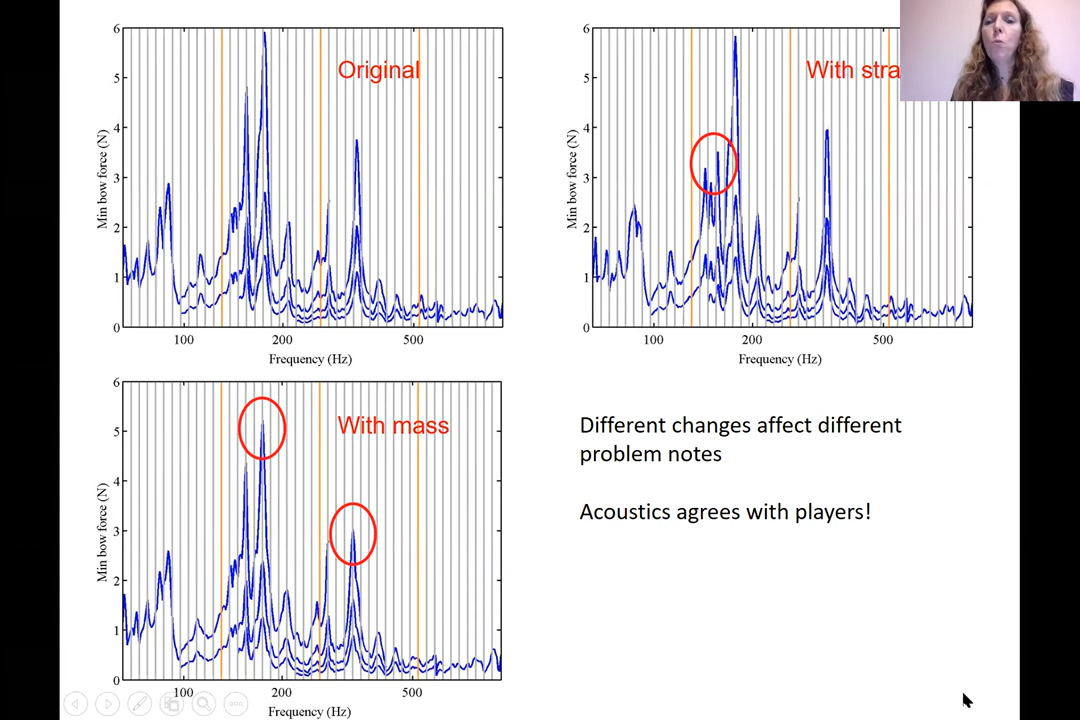 6
5
4
3
2
1
0
Min bow force (N)
Original
100
200
500
Frequency (Hz)
6
5
4
3
2
1
0
Min bow force (N)
With stra
100
200
500
Frequency (Hz)
6
5
4
3
2
1
0
Min bow force (N)
With mass
100
200
500
Frequency (Hz)
Different changes affect different
problem notes
Acoustics agrees with players!